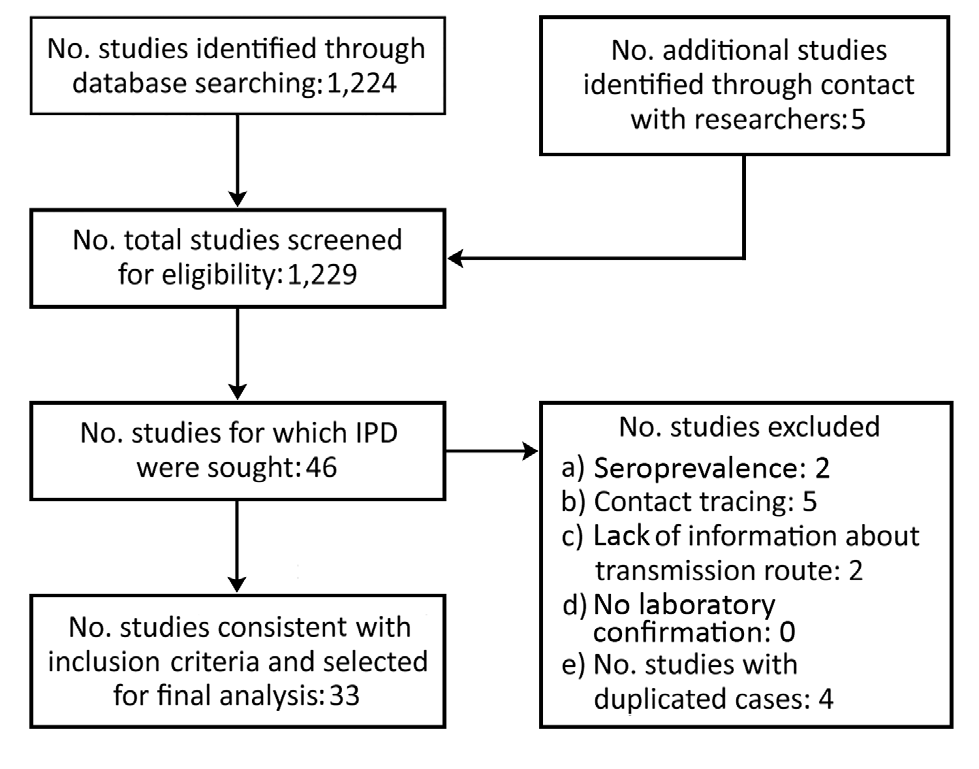 No. studies identified through
database searching: 1,224
No. additional studies
identified through contact
with researchers: 5
No. total studies screened
for eligibility: 1,229
No. studies for which IPD
were sought: 46
No. studies excluded
a) Seroprevalence: 2
b) Contact tracing: 5
c) Lack of information about
transmission route: 2
d) No laboratory
confirmation: 0
e) No. studies with
duplicated cases: 4
No. studies consistent with
inclusion criteria and selected
for final analysis: 33